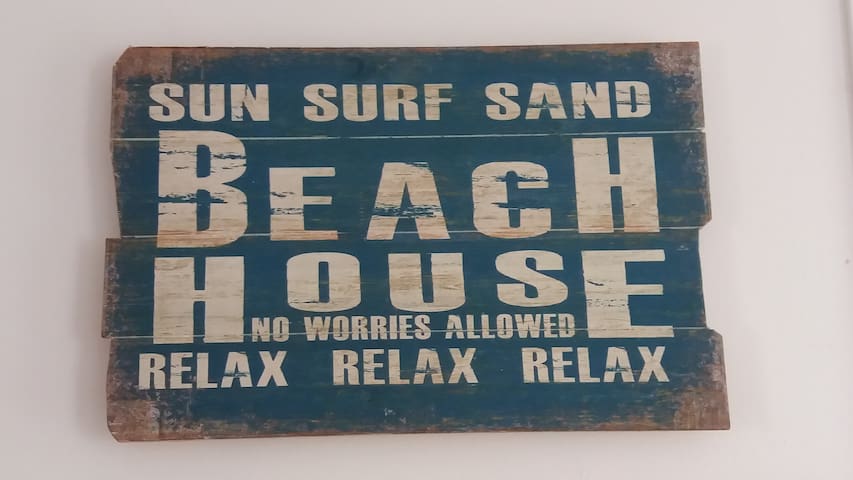 SUN SURF SAND
BEACH
HOUSE
NO WORRIES ALLOWED
RELAX RELAX RELAX